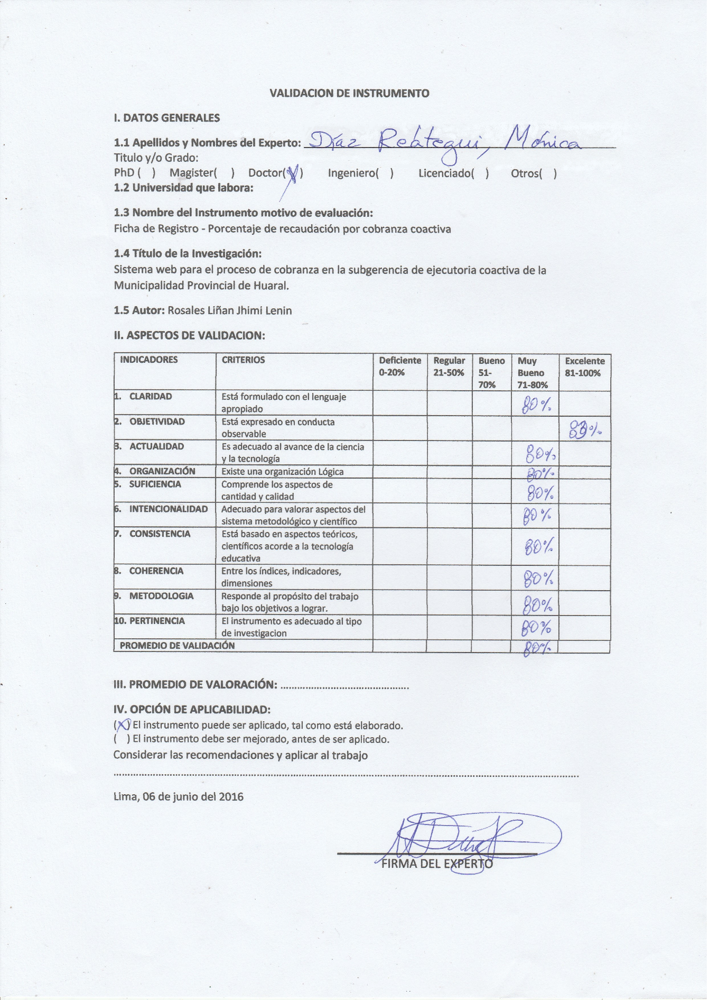 VALIDACION DE INSTRUMENTO
I. DATOS GENERALES
1.1 Apellidos y Nombres del Experto: Díaz Reátegui, Mónica
Titulo y/o Grado:
PhD ( ) Magister( ) Doctor(X) Ingeniero( ) Licenciado( ) Otros( )
1.2 Universidad que labora:
1.3 Nombre del Instrumento motivo de evaluación:
Ficha de Registro - Porcentaje de recaudación por cobranza coactiva
1.4 Título de la Investigación:
Sistema web para el proceso de cobranza en la subgerencia de ejecutoria coactiva de la
Municipalidad Provincial de Huaral.
1.5 Autor: Rosales Liñan Jhimi Lenin
II. ASPECTOS DE VALIDACION:
INDICADORES CRITERIOS Deficiente Regular Bueno Muy Excelente
0-20% 21-50% 51- Bueno 81-100%
70% 71-80%
1. CLARIDAD Está formulado con el lenguaje
apropiado 80%
2. OBJETIVIDAD Está expresado en conducta
observable 83%
3. ACTUALIDAD Es adecuado al avance de la ciencia
y la tecnología 80%
4. ORGANIZACIÓN Existe una organización Lógica 80%
5. SUFICIENCIA Comprende los aspectos de
cantidad y calidad 80%
6. INTENCIONALIDAD Adecuado para valorar aspectos del
sistema metodológico y científico 80%
7. CONSISTENCIA Está basado en aspectos teóricos,
científicos acorde a la tecnología 80%
educativa
8. COHERENCIA Entre los índices, indicadores,
dimensiones 80%
9. METODOLOGIA Responde al propósito del trabajo
bajo los objetivos a lograr. 80%
10. PERTINENCIA El instrumento es adecuado al tipo
de investigacion 80%
PROMEDIO DE VALIDACIÓN 80%
III. PROMEDIO DE VALORACIÓN: ..............................................
IV. OPCIÓN DE APLICABILIDAD:
(X) El instrumento puede ser aplicado, tal como está elaborado.
( ) El instrumento debe ser mejorado, antes de ser aplicado.
Considerar las recomendaciones y aplicar al trabajo
Lima, 06 de junio del 2016
FIRMA DEL EXPERTO